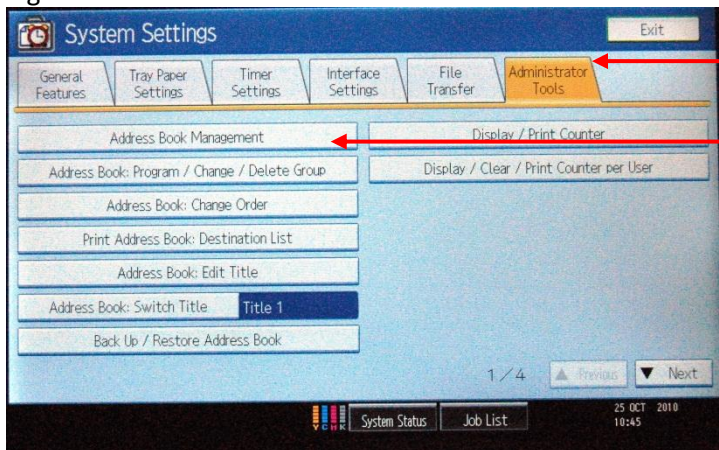 System Settings
Exit
General
Features
Tray Paper
Settings
Timer
Settings
Interface
Settings
File
Transfer
Administrator
Tools
Address Book Management
Display / Print Counter
Address Book: Program / Change / Delete Group
Display / Clear / Print Counter per User
Address Book: Change Order
Print Address Book: Destination List
Address Book: Edit Title
Address Book: Switch Title
Title 1
Back Up / Restore Address Book
1/4
▲ Previous
▼ Next
Y C M K
System Status
Job List
25 OCT 2010
10:45